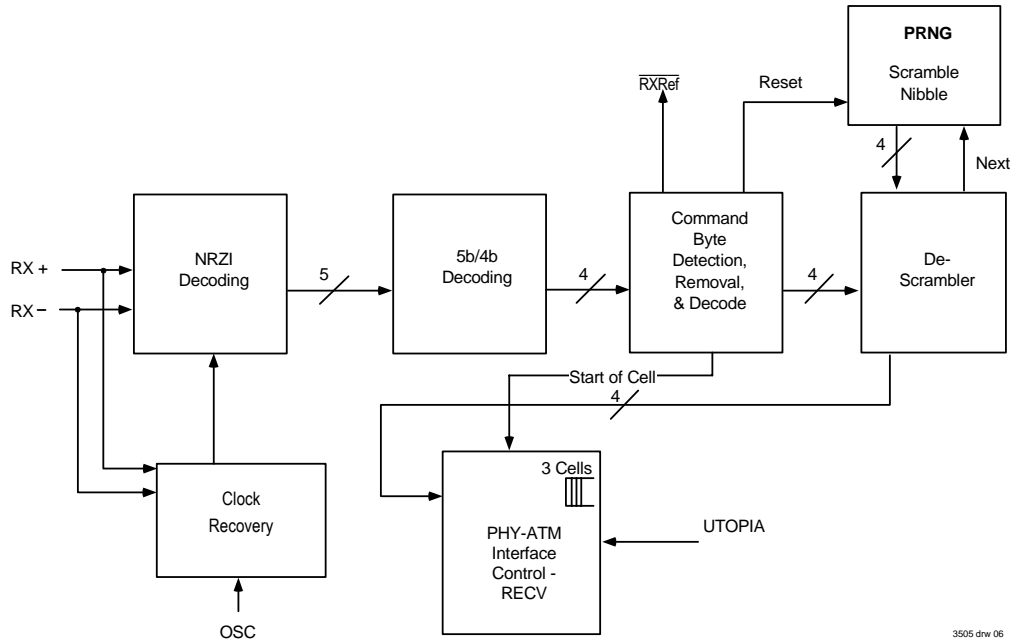 PRNG
Scramble
Nibble
RXRef
Reset
4
Next
RX +
RX –
NRZI
Decoding
5
5b/4b
Decoding
4
Command
Byte
Detection,
Removal,
& Decode
4
De-
Scrambler
Start of Cell
4
Clock
Recovery
OSC
3 Cells
PHY-ATM
Interface
Control -
RECV
UTOPIA
3505 drw 06